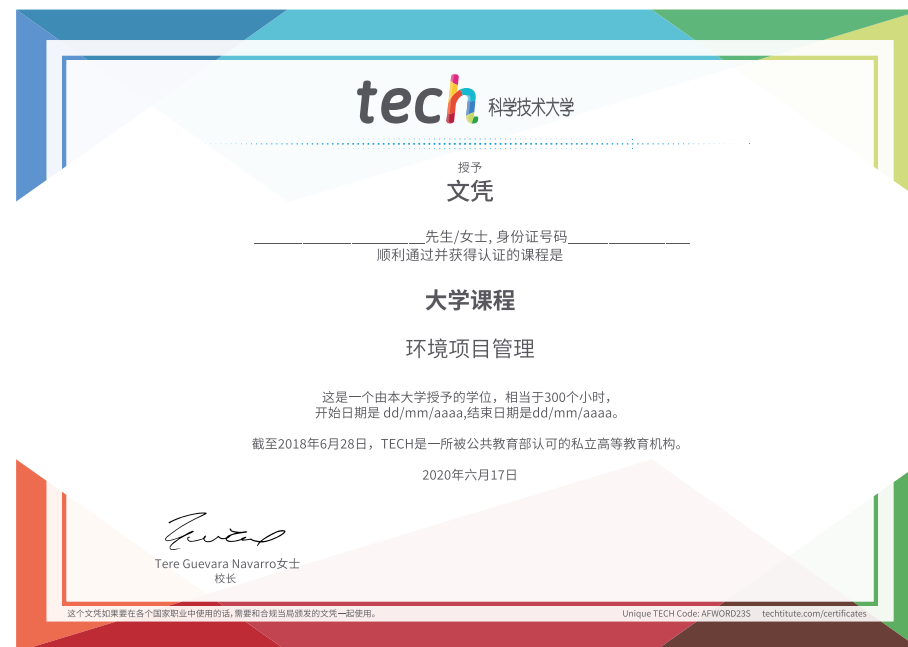 tech 科学技术大学
授予
文凭
_____________________先生/女士, 身份证号码_______________
顺利通过并获得认证的课程是
大学课程
环境项目管理
这是一个由本大学授予的学位，相当于300个小时，
开始日期是 dd/mm/aaaa,结束日期是dd/mm/aaaa。
截至2018年6月28日，TECH是一所被公共教育部认可的私立高等教育机构。
2020年六月17日
Tere Guevara Navarro女士
校长
这个文凭如果要在各个国家职业中使用的话,需要和合规当局颁发的文凭一起使用。
Unique TECH Code: AFWORD23S techtitute.com/certificates